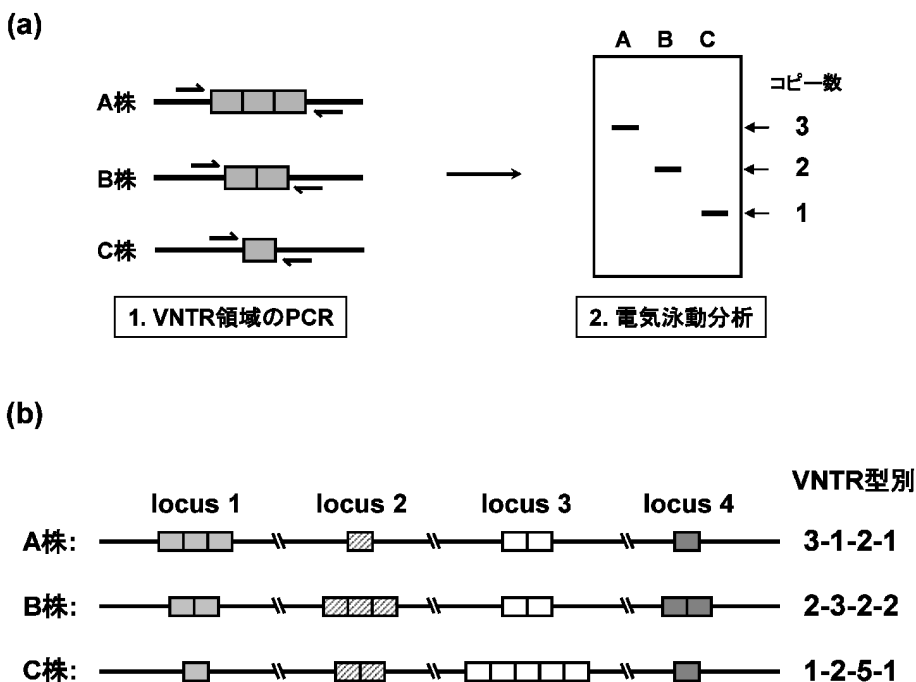 (a)
A B C
コピー数
A株
3
B株
2
C株
1
1. VNTR領域のPCR
2. 電気泳動分析
(b)
VNTR型別
locus 1 locus 2 locus 3 locus 4
A株: 3-1-2-1
B株: 2-3-2-2
C株: 1-2-5-1